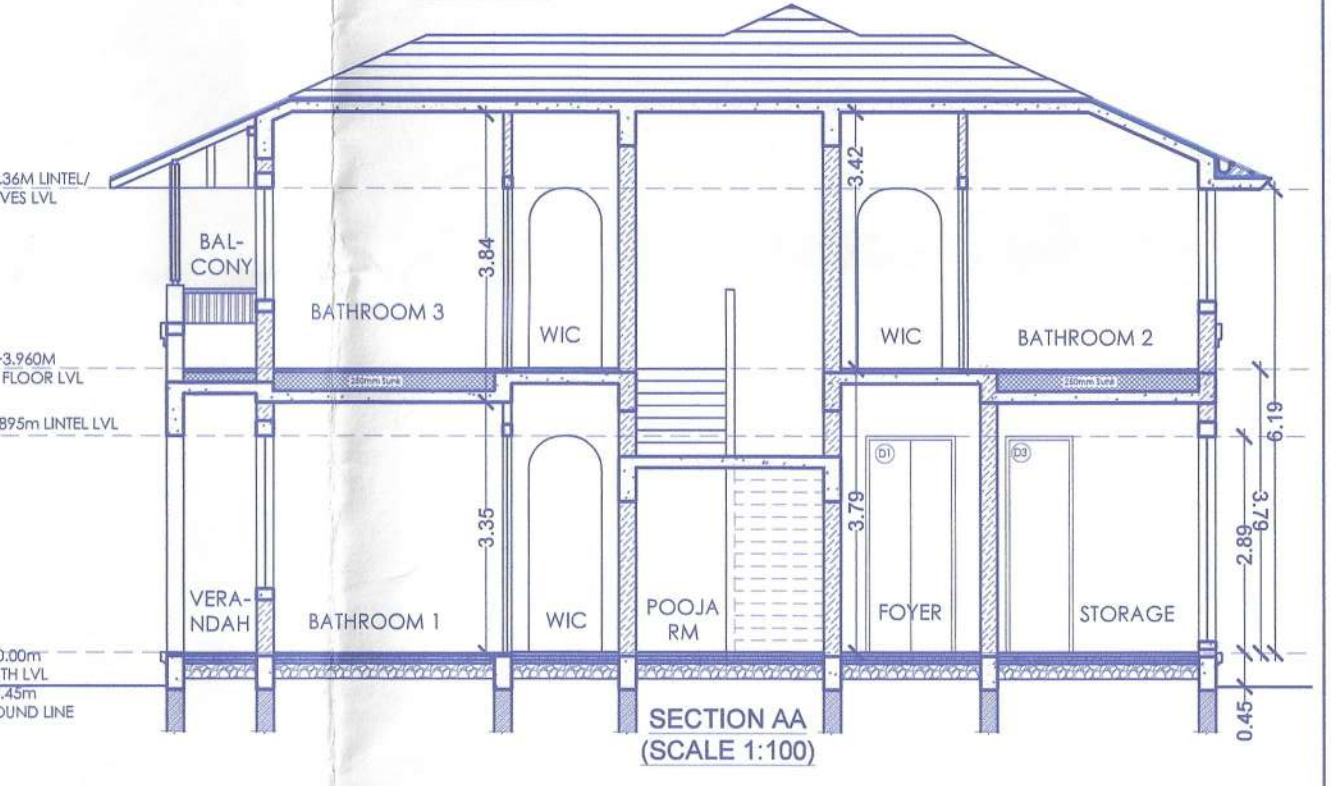 .36M LINTEL/
VES LVL
3.42
BAL-
CONY
3.84
BATHROOM 3
WIC
WIC
BATHROOM 2
-3.960M
FLOOR LVL
250mm Sunk
250mm Sunk
895m LINTEL LVL
6.19
D1
D3
3.79
3.79
2.89
3.35
VERA-
NDAH
BATHROOM 1
WIC
POOJA
RM
FOYER
STORAGE
0.00m
TH LVL
.45m
OUND LINE
0.45
SECTION AA
(SCALE 1:100)